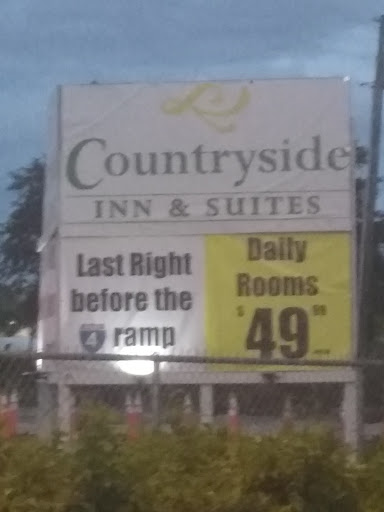 Countryside
INN & SUITES
Last Right
before the
4 ramp
Daily
Rooms
$49.99